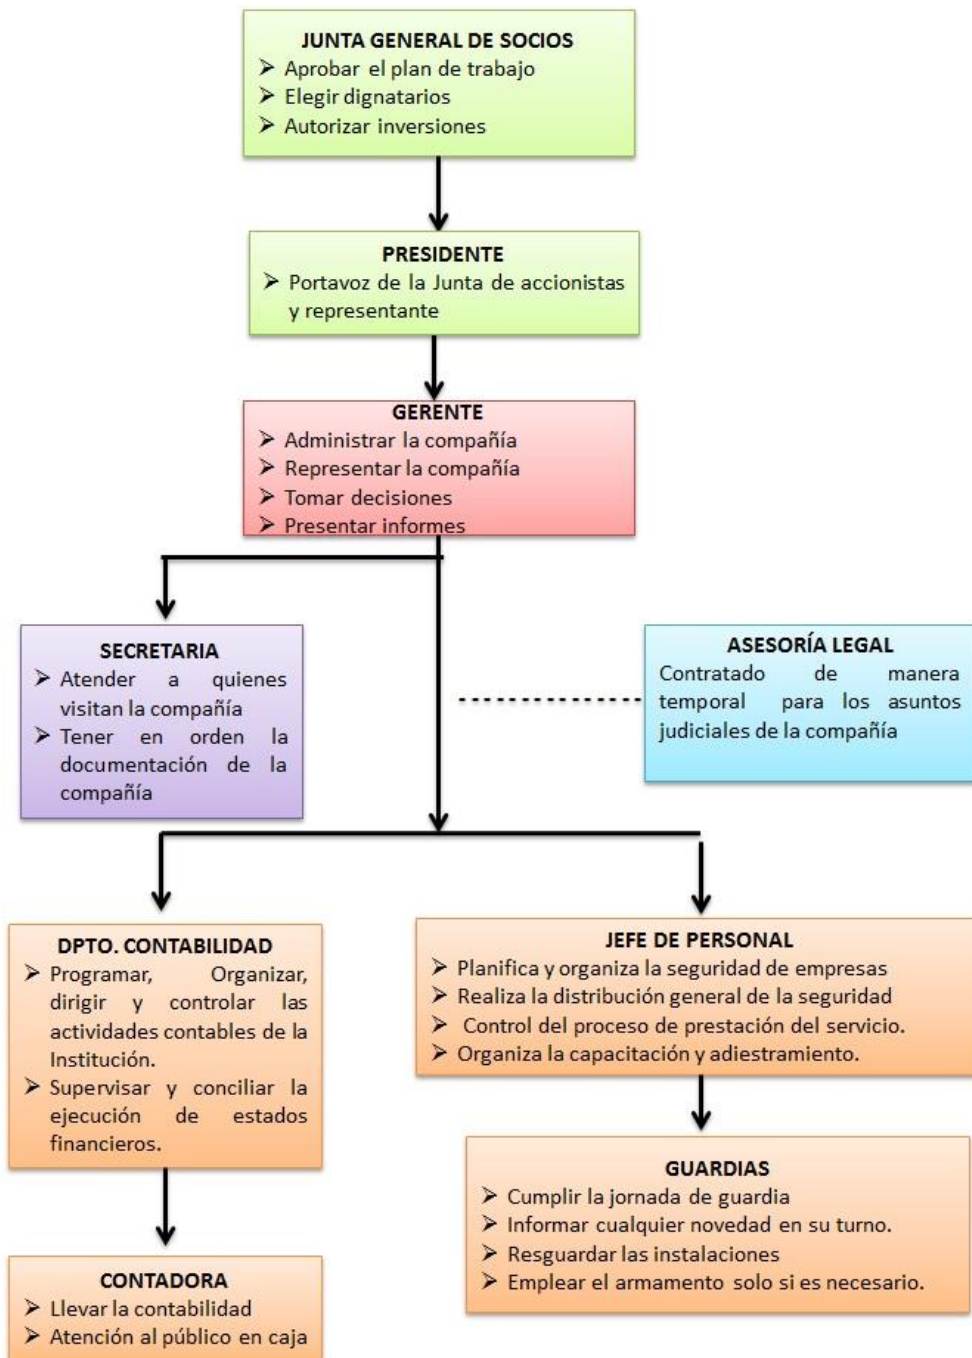 JUNTA GENERAL DE SOCIOS
➢ Aprobar el plan de trabajo
➢ Elegir dignatarios
➢ Autorizar inversiones
PRESIDENTE
➢ Portavoz de la Junta de accionistas
y representante
GERENTE
➢ Administrar la compañía
➢ Representar la compañía
➢ Tomar decisiones
➢ Presentar informes
SECRETARIA
➢ Atender a quienes
visitan la compañía
➢ Tener en orden la
documentación de la
compañía
ASESORÍA LEGAL
Contratado de manera
temporal para los asuntos
judiciales de la compañía
DPTO. CONTABILIDAD
➢ Programar, Organizar,
dirigir y controlar las
actividades contables de la
Institución.
➢ Supervisar y conciliar la
ejecución de estados
financieros.
JEFE DE PERSONAL
➢ Planifica y organiza la seguridad de empresas
➢ Realiza la distribución general de la seguridad
➢ Control del proceso de prestación del servicio.
➢ Organiza la capacitación y adiestramiento.
CONTADORA
➢ Llevar la contabilidad
➢ Atención al público en caja
GUARDIAS
➢ Cumplir la jornada de guardia
➢ Informar cualquier novedad en su turno.
➢ Resguardar las instalaciones
➢ Emplear el armamento solo si es necesario.